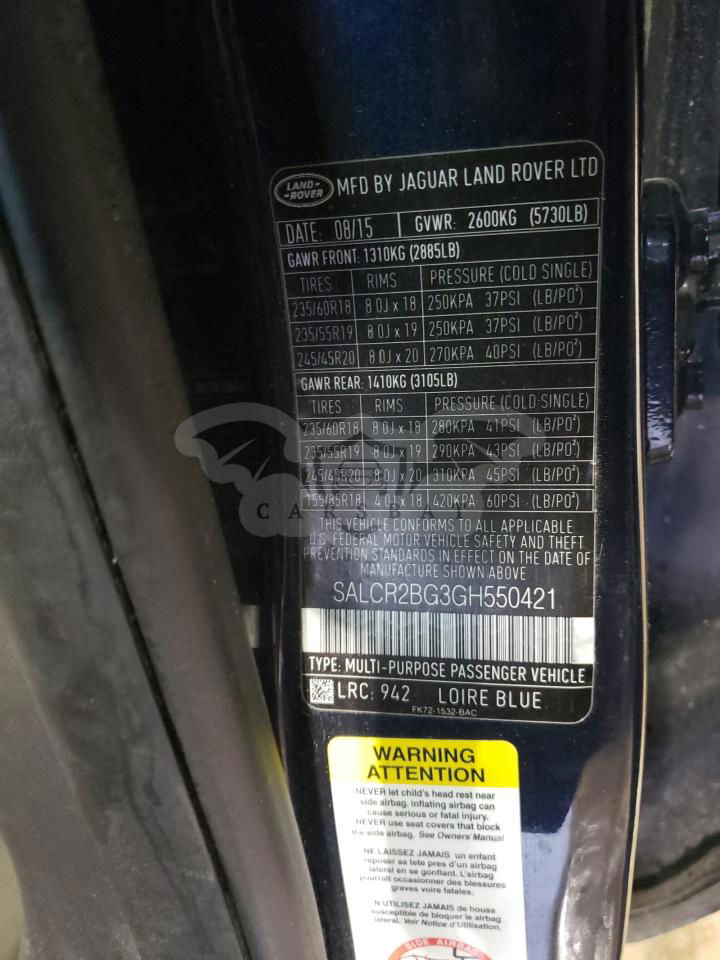 LAND-
ROVER
MFD BY JAGUAR LAND ROVER LTD
DATE: 08/15 GVWR: 2600KG (5730LB)
GAWR FRONT: 1310KG (2885LB)
TIRES RIMS PRESSURE (COLD SINGLE)
235/60R18 8.0J x 18 250KPA 37PSI (LB/PO²)
235/55R19 8.0J x 19 250KPA 37PSI (LB/PO²)
245/45R20 8.0J x 20 270KPA 40PSI (LB/PO²)
GAWR REAR: 1410KG (3105LB)
TIRES RIMS PRESSURE (COLD SINGLE)
235/60R18 8.0J x 18 280KPA 41PSI (LB/PO²)
235/55R19 8.0J x 19 290KPA 43PSI (LB/PO²)
245/45R20 8.0J x 20 310KPA 45PSI (LB/PO²)
155/85R18 4.0J x 18 420KPA 60PSI (LB/PO²)
CARSBAT
THIS VEHICLE CONFORMS TO ALL APPLICABLE
U.S. FEDERAL MOTOR VEHICLE SAFETY AND THEFT
PREVENTION STANDARDS IN EFFECT ON THE DATE OF
MANUFACTURE SHOWN ABOVE
SALCR2BG3GH550421
TYPE: MULTI-PURPOSE PASSENGER VEHICLE
LRC: 942 LOIRE BLUE
FK72-1532-BAC
WARNING
ATTENTION
NEVER let child's head rest near
side airbag. inflating airbag can
cause serious or fatal injury.
NEVER use seat covers that block
the side airbag. See Owners Manual
NE LAISSEZ JAMAIS un enfant
reposer sa tete pres d'un airbag
lateral en se gonflant. L'airbag
pourrait occasionner des blessures
graves voire fatales.
N'UTILISEZ JAMAIS de houss
susceptible de bloquer le airbag
lateral. Voir Notice d'Utilisation.
SIDE AIRBAG